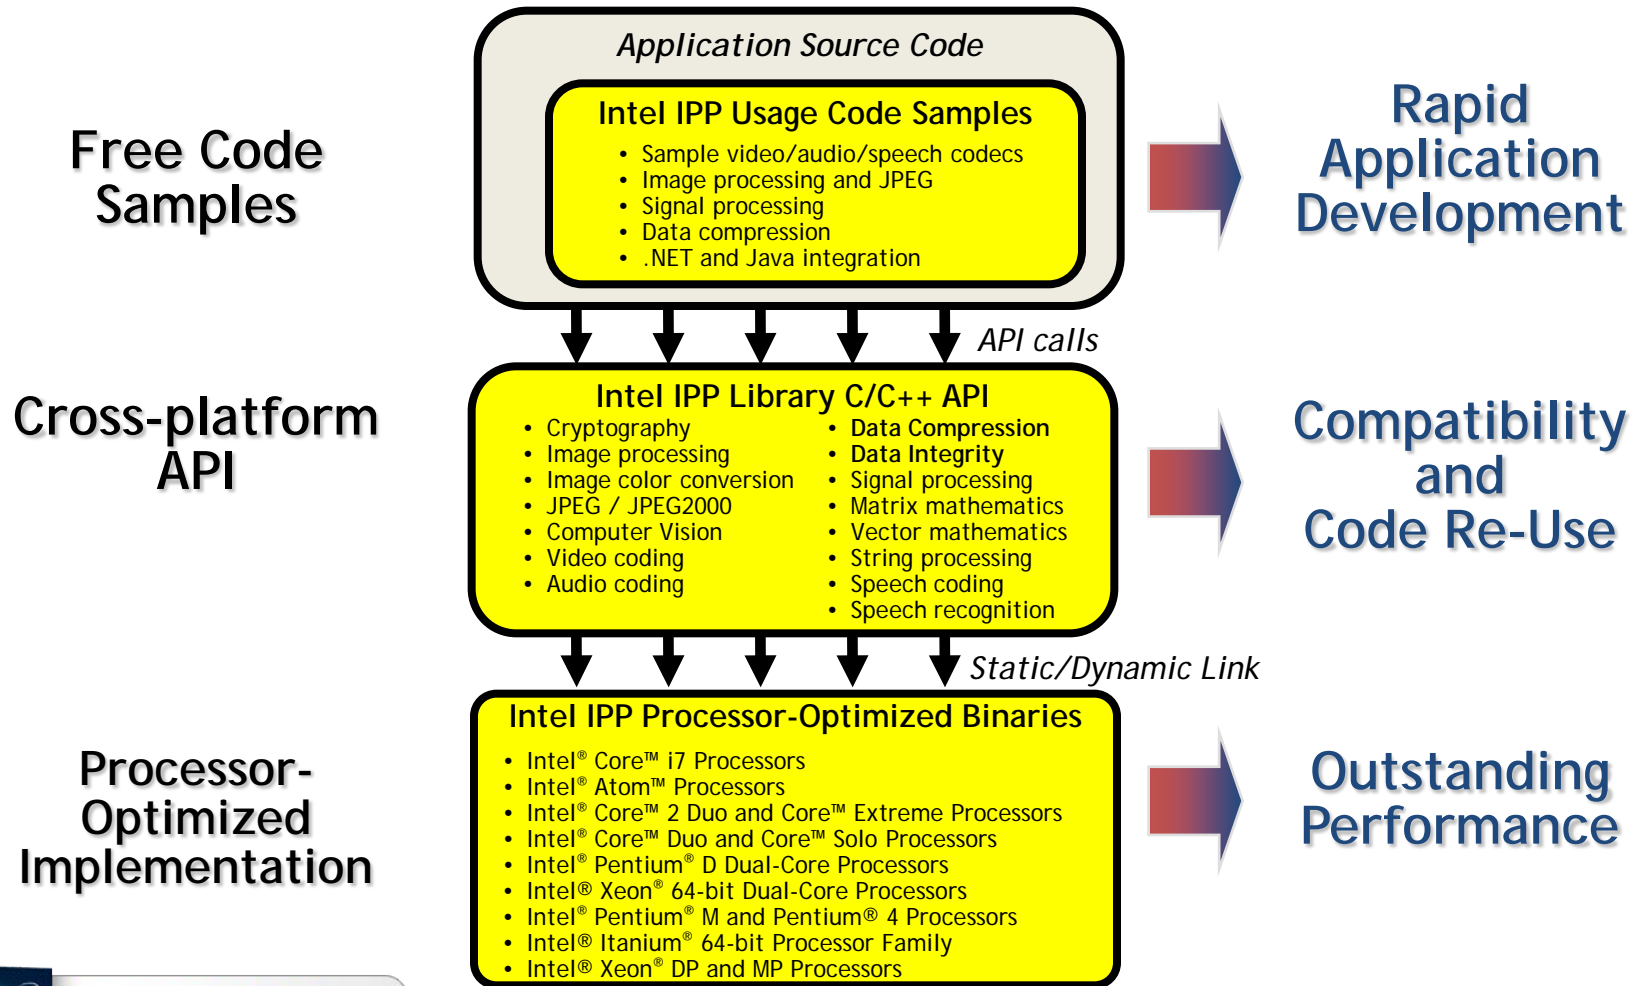 Free Code
Samples
Application Source Code
Intel IPP Usage Code Samples
• Sample video/audio/speech codecs
• Image processing and JPEG
• Signal processing
• Data compression
• .NET and Java integration
Rapid
Application
Development
API calls
Cross-platform
API
Intel IPP Library C/C++ API
• Cryptography
• Image processing
• Image color conversion
• JPEG / JPEG2000
• Computer Vision
• Video coding
• Audio coding
• Data Compression
• Data Integrity
• Signal processing
• Matrix mathematics
• Vector mathematics
• String processing
• Speech coding
• Speech recognition
Compatibility
and
Code Re-Use
Static/Dynamic Link
Processor-
Optimized
Implementation
Intel IPP Processor-Optimized Binaries
• Intel® Core™ i7 Processors
• Intel® Atom™ Processors
• Intel® Core™ 2 Duo and Core™ Extreme Processors
• Intel® Core™ Duo and Core™ Solo Processors
• Intel® Pentium® D Dual-Core Processors
• Intel® Xeon® 64-bit Dual-Core Processors
• Intel® Pentium® M and Pentium® 4 Processors
• Intel® Itanium® 64-bit Processor Family
• Intel® Xeon® DP and MP Processors
Outstanding
Performance